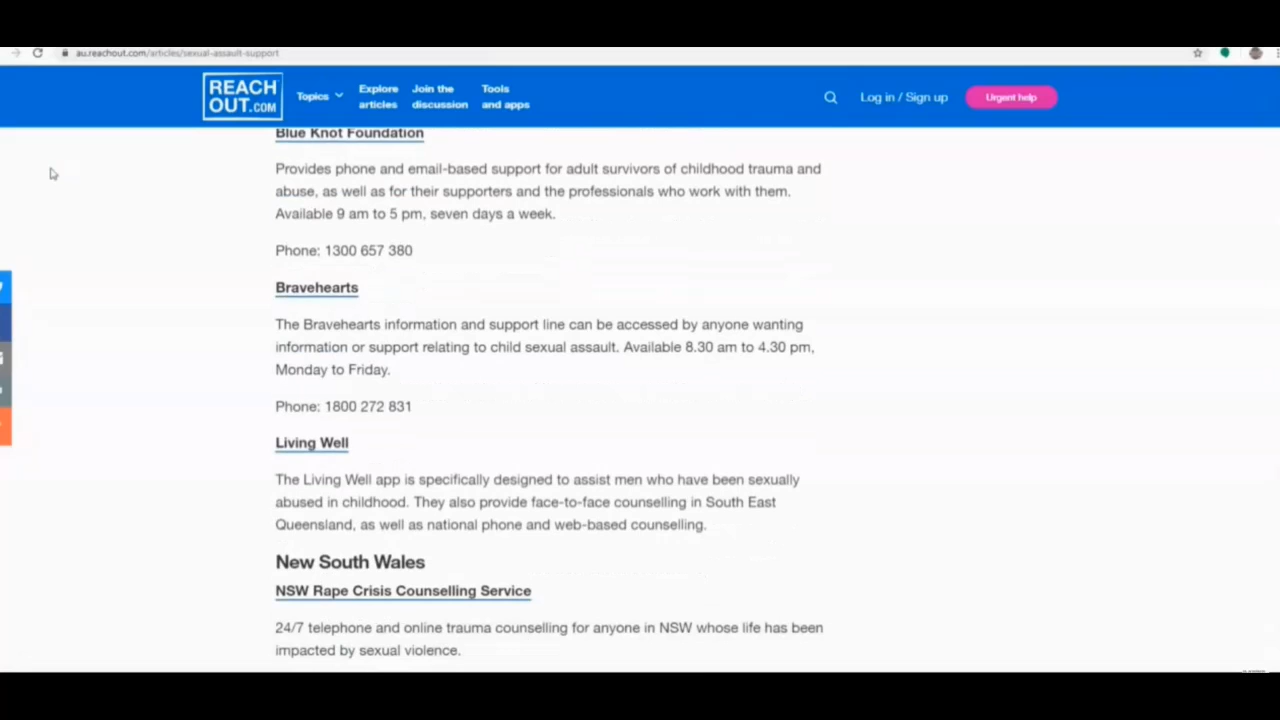 au.reachout.com/articles/sexual-assault-support
REACH
OUT.COM
Topics
Explore
articles
Join the
discussion
Tools
and apps
Log in / Sign up
Urgent help
Blue Knot Foundation
Provides phone and email-based support for adult survivors of childhood trauma and
abuse, as well as for their supporters and the professionals who work with them.
Available 9 am to 5 pm, seven days a week.
Phone: 1300 657 380
Bravehearts
The Bravehearts information and support line can be accessed by anyone wanting
information or support relating to child sexual assault. Available 8.30 am to 4.30 pm,
Monday to Friday.
Phone: 1800 272 831
Living Well
The Living Well app is specifically designed to assist men who have been sexually
abused in childhood. They also provide face-to-face counselling in South East
Queensland, as well as national phone and web-based counselling.
New South Wales
NSW Rape Crisis Counselling Service
24/7 telephone and online trauma counselling for anyone in NSW whose life has been
impacted by sexual violence.